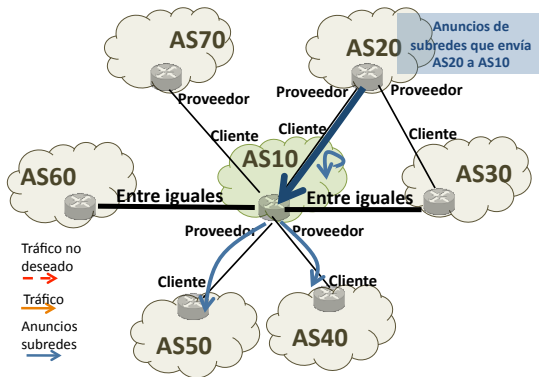 AS70
AS20
Anuncios de
subredes que envía
AS20 a AS10
Proveedor
Proveedor
Proveedor
Cliente
Cliente
Cliente
AS10
AS60
AS30
Entre iguales
Entre iguales
Proveedor
Proveedor
Tráfico no
deseado
Cliente
Cliente
Tráfico
Anuncios
subredes
AS50
AS40